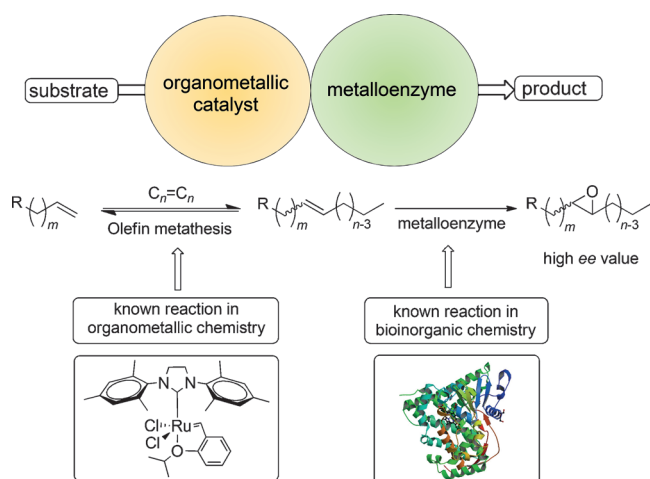 substrate
organometallic
catalyst
metalloenzyme
product
R
m
Cn=Cn
Olefin metathesis
R
m
n-3
metalloenzyme
R
m
O
n-3
high ee value
known reaction in
organometallic chemistry
known reaction in
bioinorganic chemistry
N N
Cl
Ru
Cl
O